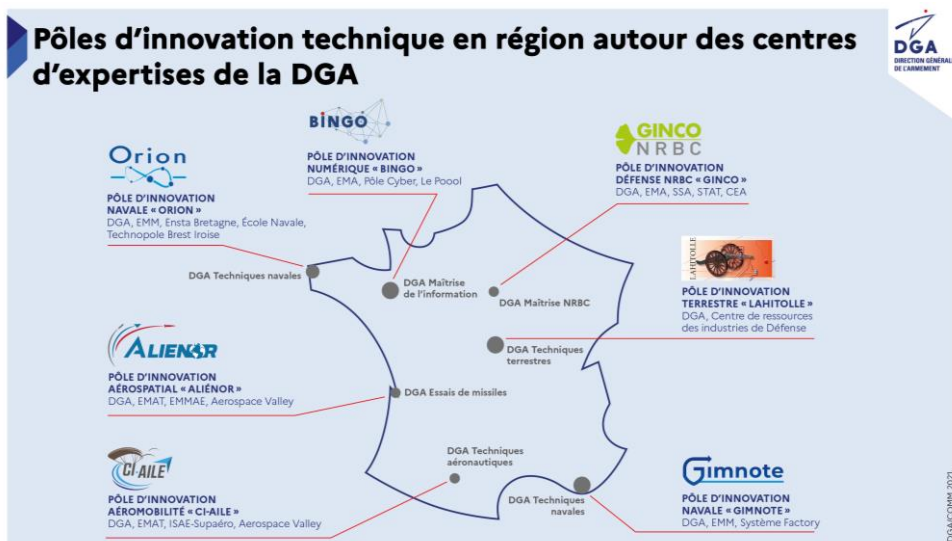 Pôles d'innovation technique en région autour des centres
d'expertises de la DGA
DGA
DIRECTION GÉNÉRALE
DE L'ARMEMENT
BINGO
PÔLE D'INNOVATION
NUMÉRIQUE « BINGO »
DGA, EMA, Pôle Cyber, Le Poool
GINCO
NRBC
PÔLE D'INNOVATION
DÉFENSE NRBC « GINCO »
DGA, EMA, SSA, STAT, CEA
Orion
PÔLE D'INNOVATION
NAVALE « ORION »
DGA, EMM, Ensta Bretagne, École Navale,
Technopole Brest Iroise
LAHITOLLE
PÔLE D'INNOVATION
TERRESTRE « LAHITOLLE »
DGA, Centre de ressources
des industries de Défense
DGA Techniques navales
DGA Maîtrise
de l'information
DGA Maîtrise NRBC
DGA Techniques
terrestres
ALIENOR
PÔLE D'INNOVATION
AÉROSPATIAL « ALIÉNOR »
DGA, EMAT, EMMAE, Aerospace Valley
DGA Essais de missiles
CI-AILE
PÔLE D'INNOVATION
AÉROMOBILITÉ « CI-AILE »
DGA, EMAT, ISAE-Supaéro, Aerospace Valley
DGA Techniques
aéronautiques
DGA Techniques
navales
Gimnote
PÔLE D'INNOVATION
NAVALE « GIMNOTE »
DGA, EMM, Système Factory
DGA/COMM 2021